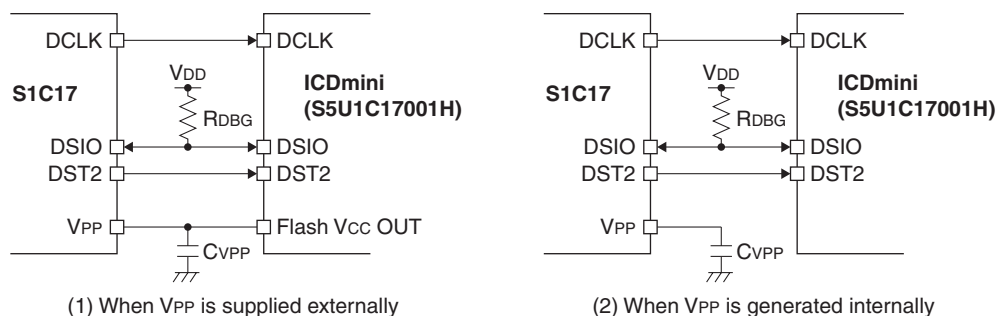 DCLK
DCLK
VDD
S1C17
ICDmini
(S5U1C17001H)
RDBG
DSIO
DSIO
DST2
DST2
VPP
Flash VCC OUT
CVPP
(1) When VPP is supplied externally
DCLK
DCLK
VDD
S1C17
ICDmini
(S5U1C17001H)
RDBG
DSIO
DSIO
DST2
DST2
VPP
CVPP
(2) When VPP is generated internally